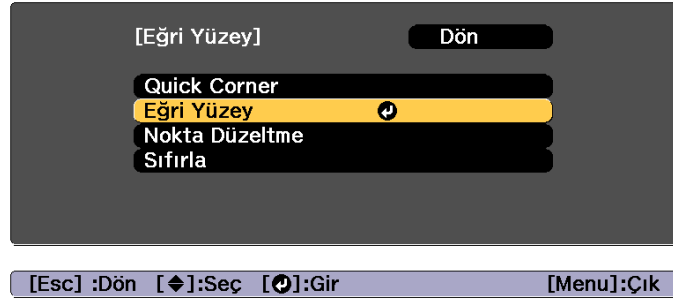 [Eğri Yüzey] Dön
Quick Corner
Eğri Yüzey
Nokta Düzeltme
Sıfırla
[Esc] :Dön [◆]:Seç [⏎]:Gir [Menu]:Çık